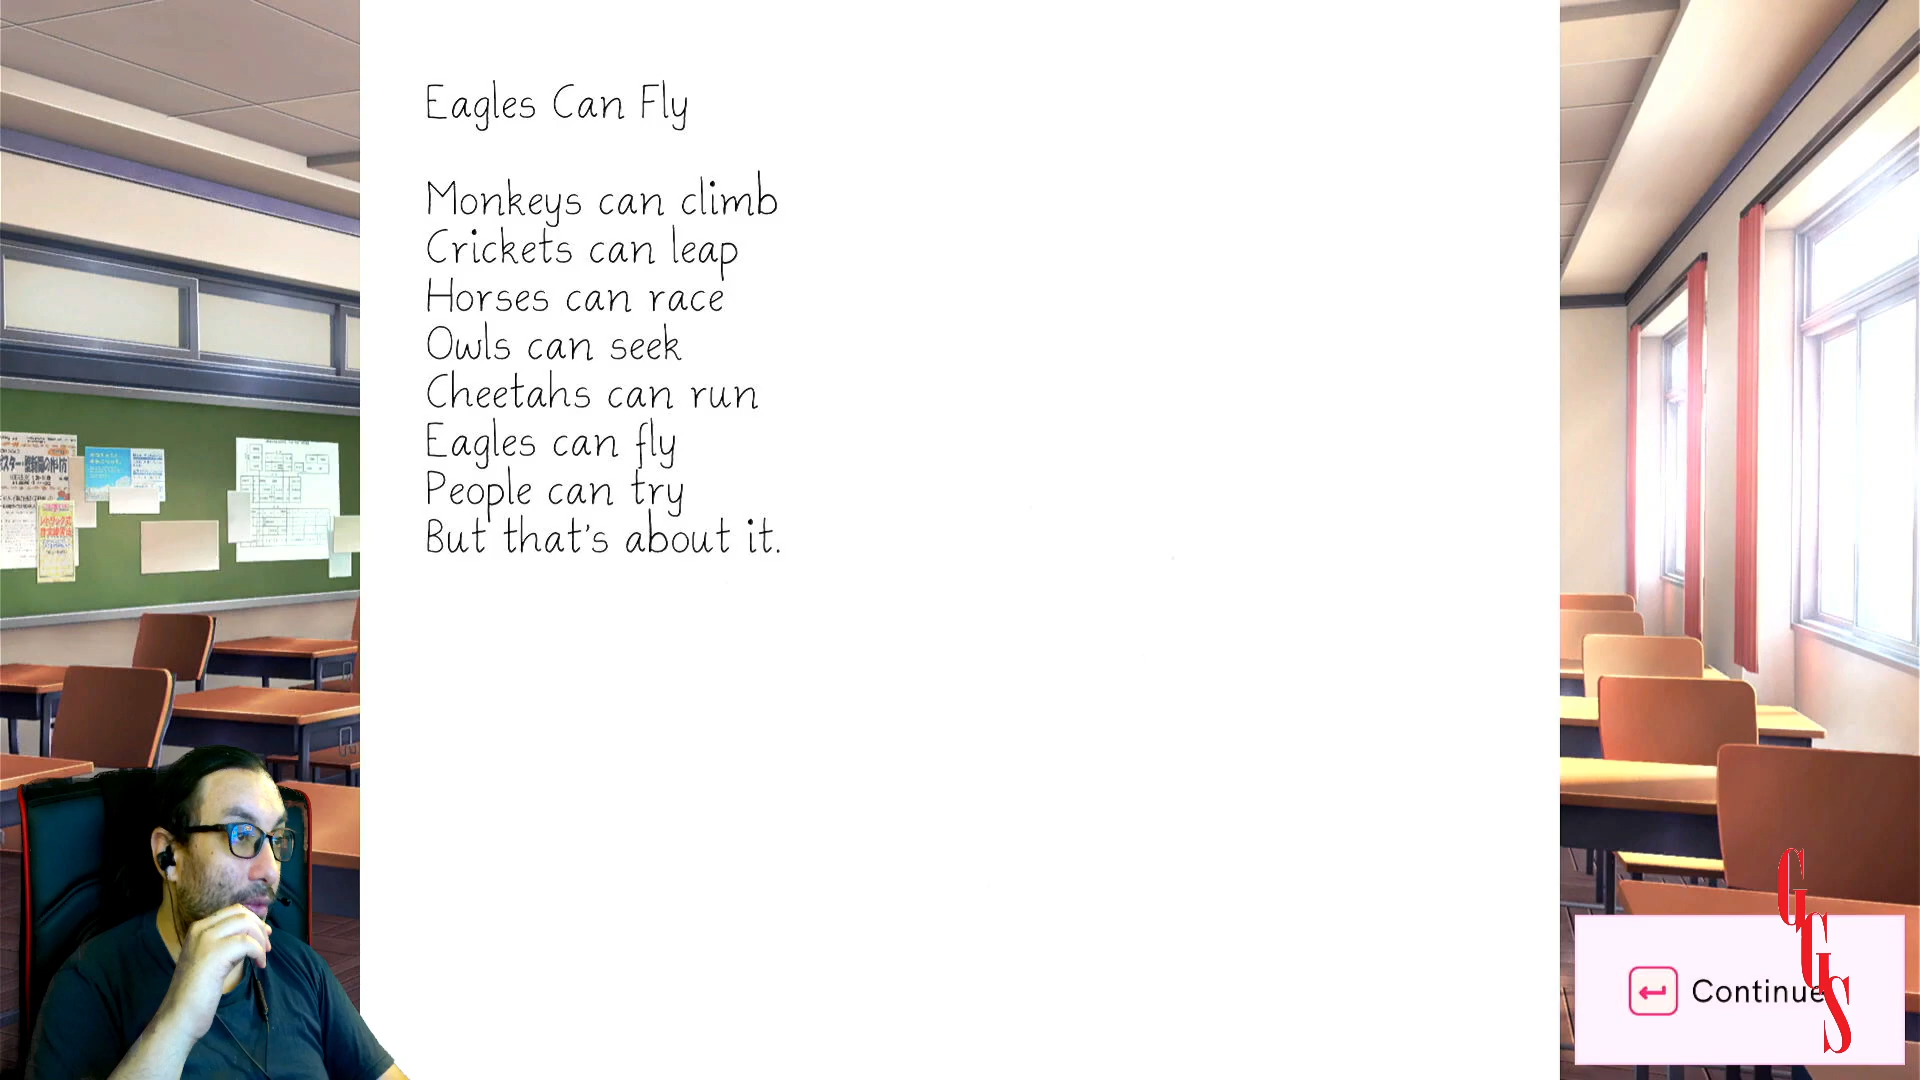 Eagles Can Fly
Monkeys can climb
Crickets can leap
Horses can race
Owls can seek
Cheetahs can run
Eagles can fly
People can try
But that's about it.
Continue
GGS